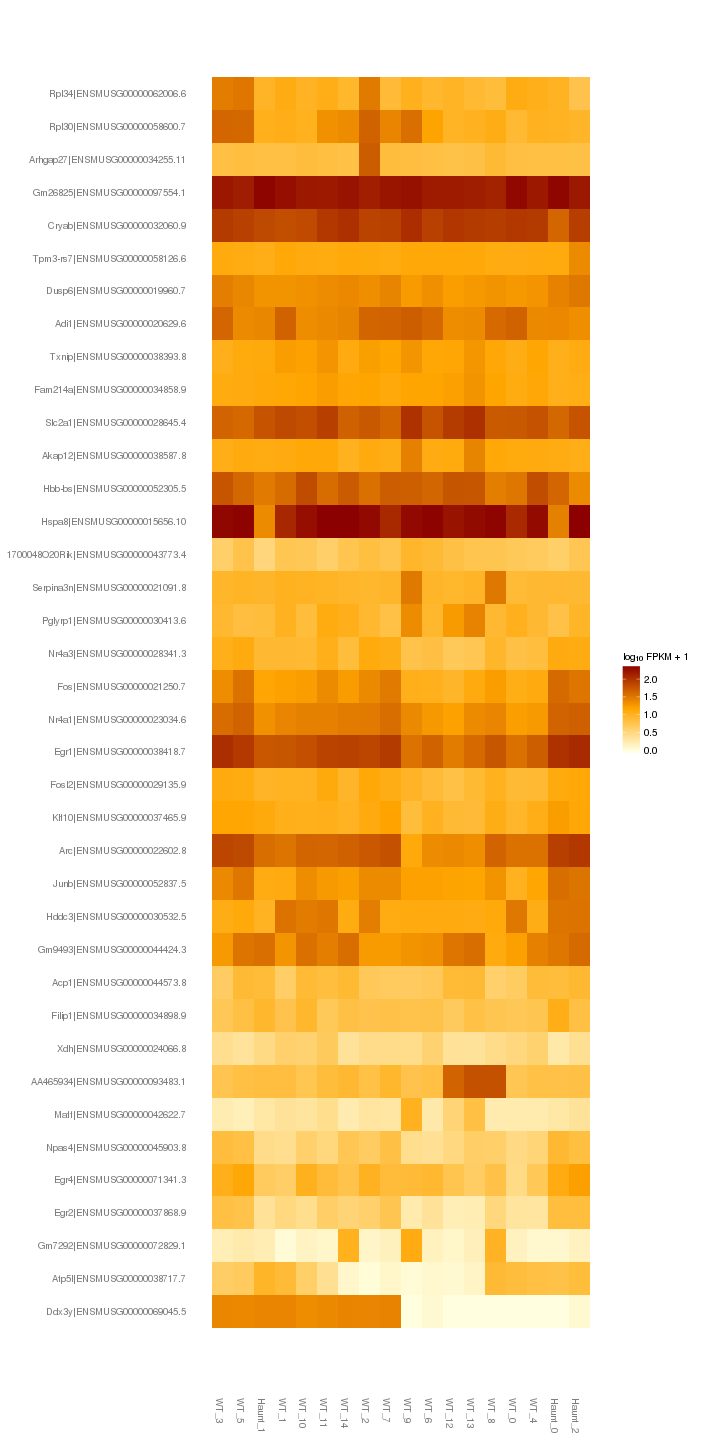 Rpl34|ENSMUSG00000062006.6
Rpl30|ENSMUSG00000058600.7
Arhgap27|ENSMUSG00000034255.11
Gm26825|ENSMUSG00000097554.1
Cryab|ENSMUSG00000032060.9
Tpm3-rs7|ENSMUSG00000058126.6
Dusp6|ENSMUSG00000019960.7
Adi1|ENSMUSG00000020629.6
Txnip|ENSMUSG00000038393.8
Fam214a|ENSMUSG00000034858.9
Slc2a1|ENSMUSG00000028645.4
Akap12|ENSMUSG00000038587.8
Hbb-bs|ENSMUSG00000052305.5
Hspa8|ENSMUSG00000015656.10
1700048O20Rik|ENSMUSG00000043773.4
Serpina3n|ENSMUSG00000021091.8
Pglyrp1|ENSMUSG00000030413.6
Nr4a3|ENSMUSG00000028341.3
Fos|ENSMUSG00000021250.7
Nr4a1|ENSMUSG00000023034.6
Egr1|ENSMUSG00000038418.7
Fosl2|ENSMUSG00000029135.9
Klf10|ENSMUSG00000037465.9
Arc|ENSMUSG00000022602.8
Junb|ENSMUSG00000052837.5
Hddc3|ENSMUSG00000030532.5
Gm9493|ENSMUSG00000044424.3
Acp1|ENSMUSG00000044573.8
Filip1|ENSMUSG00000034898.9
Xdh|ENSMUSG00000024066.8
AA465934|ENSMUSG00000093483.1
Maff|ENSMUSG00000042622.7
Npas4|ENSMUSG00000045903.8
Egr4|ENSMUSG00000071341.3
Egr2|ENSMUSG00000037868.9
Gm7292|ENSMUSG00000072829.1
Atp5l|ENSMUSG00000038717.7
Ddx3y|ENSMUSG00000069045.5
log10 FPKM + 1
2.0
1.5
1.0
0.5
0.0
WT_3
WT_5
Haunt_1
WT_1
WT_10
WT_11
WT_14
WT_2
WT_7
WT_9
WT_6
WT_12
WT_13
WT_8
WT_0
WT_4
Haunt_0
Haunt_2